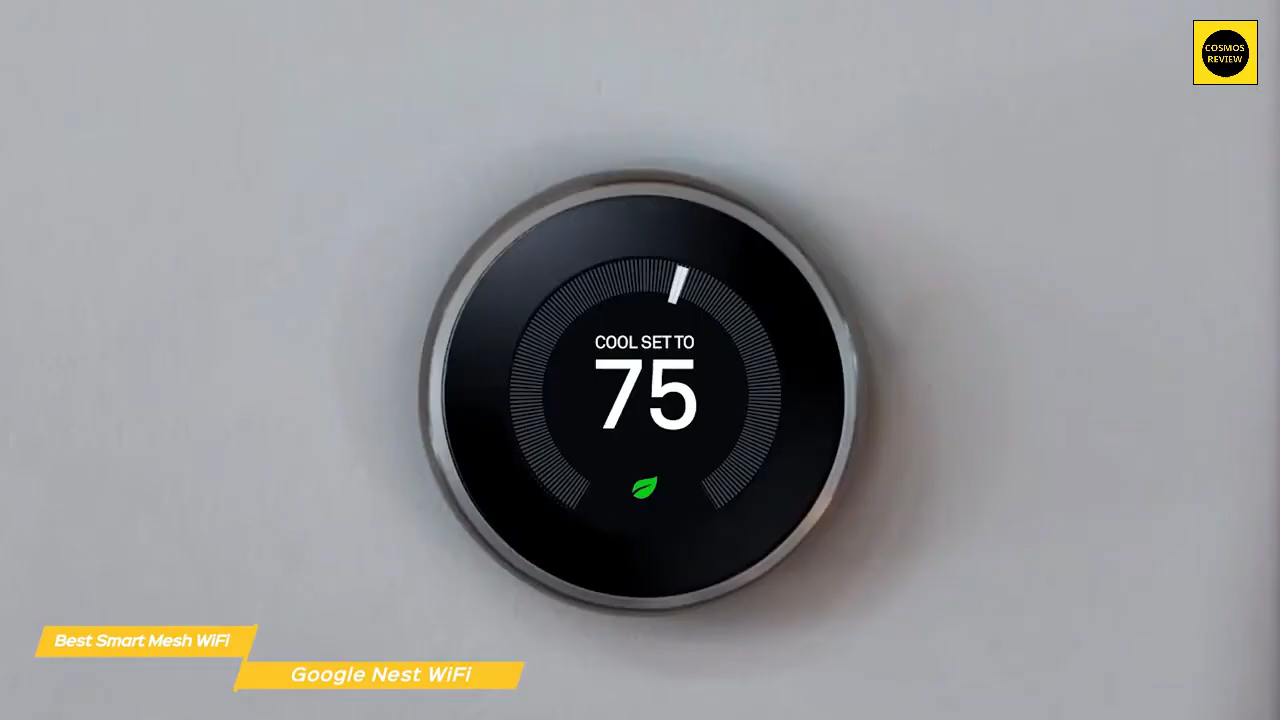 COSMOS
REVIEW
COOL SET TO
75
Best Smart Mesh WiFi
Google Nest WiFi